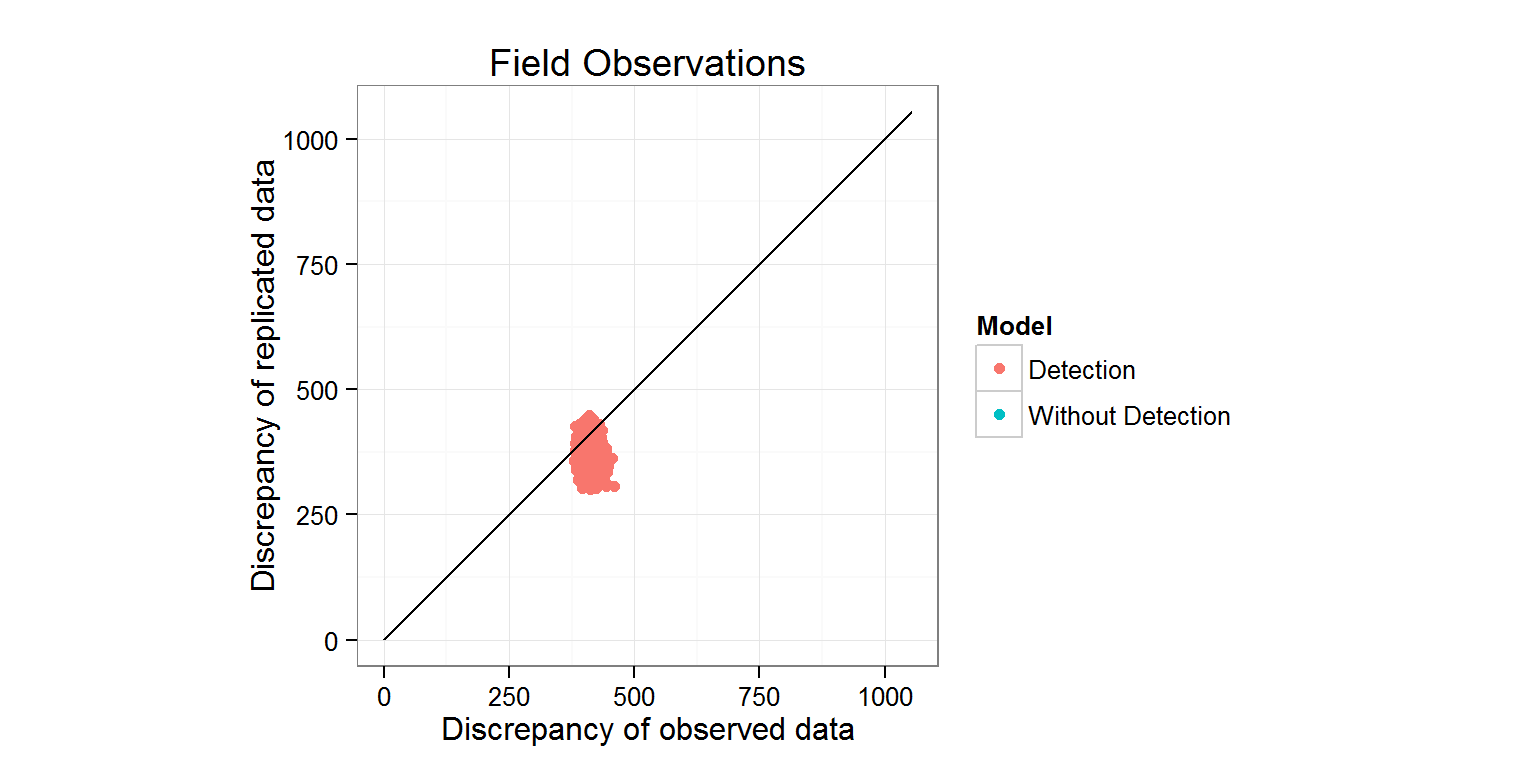 Field Observations
Discrepancy of replicated data
1000
750
500
250
0
0 250 500 750 1000
Discrepancy of observed data
Model
Detection
Without Detection